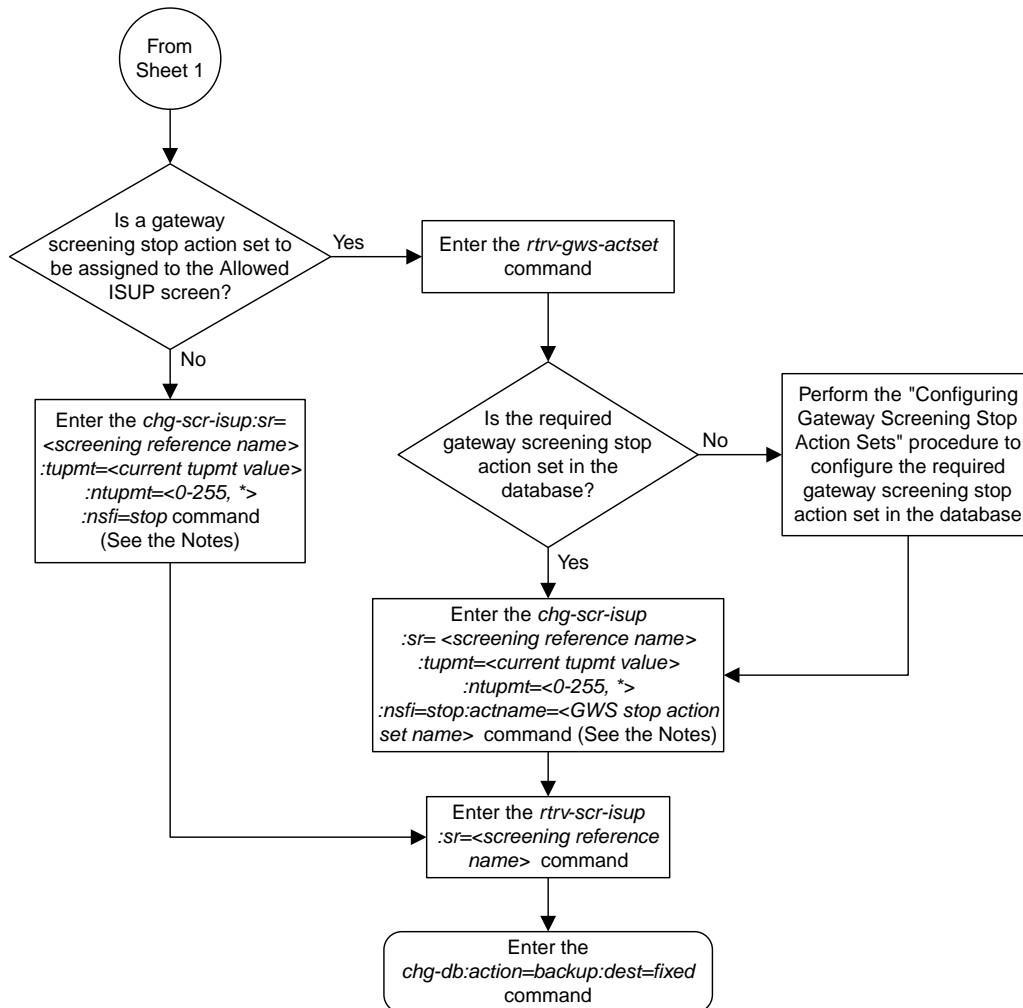 From
Sheet 1
Is a gateway
screening stop action set to
be assigned to the Allowed
ISUP screen?
Yes
Enter the rtrv-gws-actset
command
No
Enter the chg-scr-isup:sr=
<screening reference name>
:tupmt=<current tupmt value>
:ntupmt=<0-255, *>
:nsfi=stop command
(See the Notes)
Is the required
gateway screening stop
action set in the
database?
No
Perform the "Configuring
Gateway Screening Stop
Action Sets" procedure to
configure the required
gateway screening stop
action set in the database
Yes
Enter the chg-scr-isup
:sr= <screening reference name>
:tupmt=<current tupmt value>
:ntupmt=<0-255, *>
:nsfi=stop:actname=<GWS stop action
set name> command (See the Notes)
Enter the rtrv-scr-isup
:sr=<screening reference
name> command
Enter the
chg-db:action=backup:dest=fixed
command